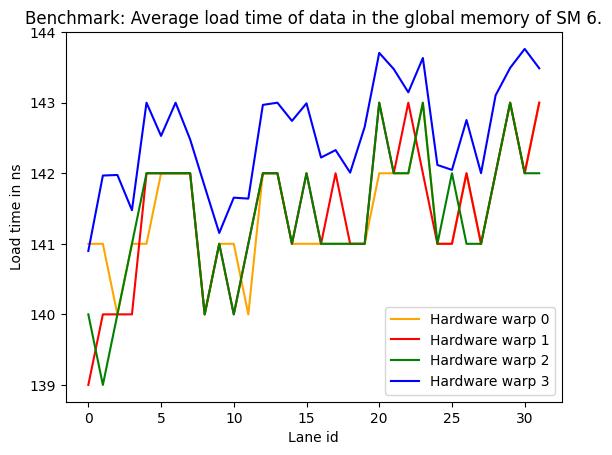 Benchmark: Average load time of data in the global memory of SM 6.
144
143
142
141
140
139
Load time in ns
0 5 10 15 20 25 30
Lane id
Hardware warp 0
Hardware warp 1
Hardware warp 2
Hardware warp 3